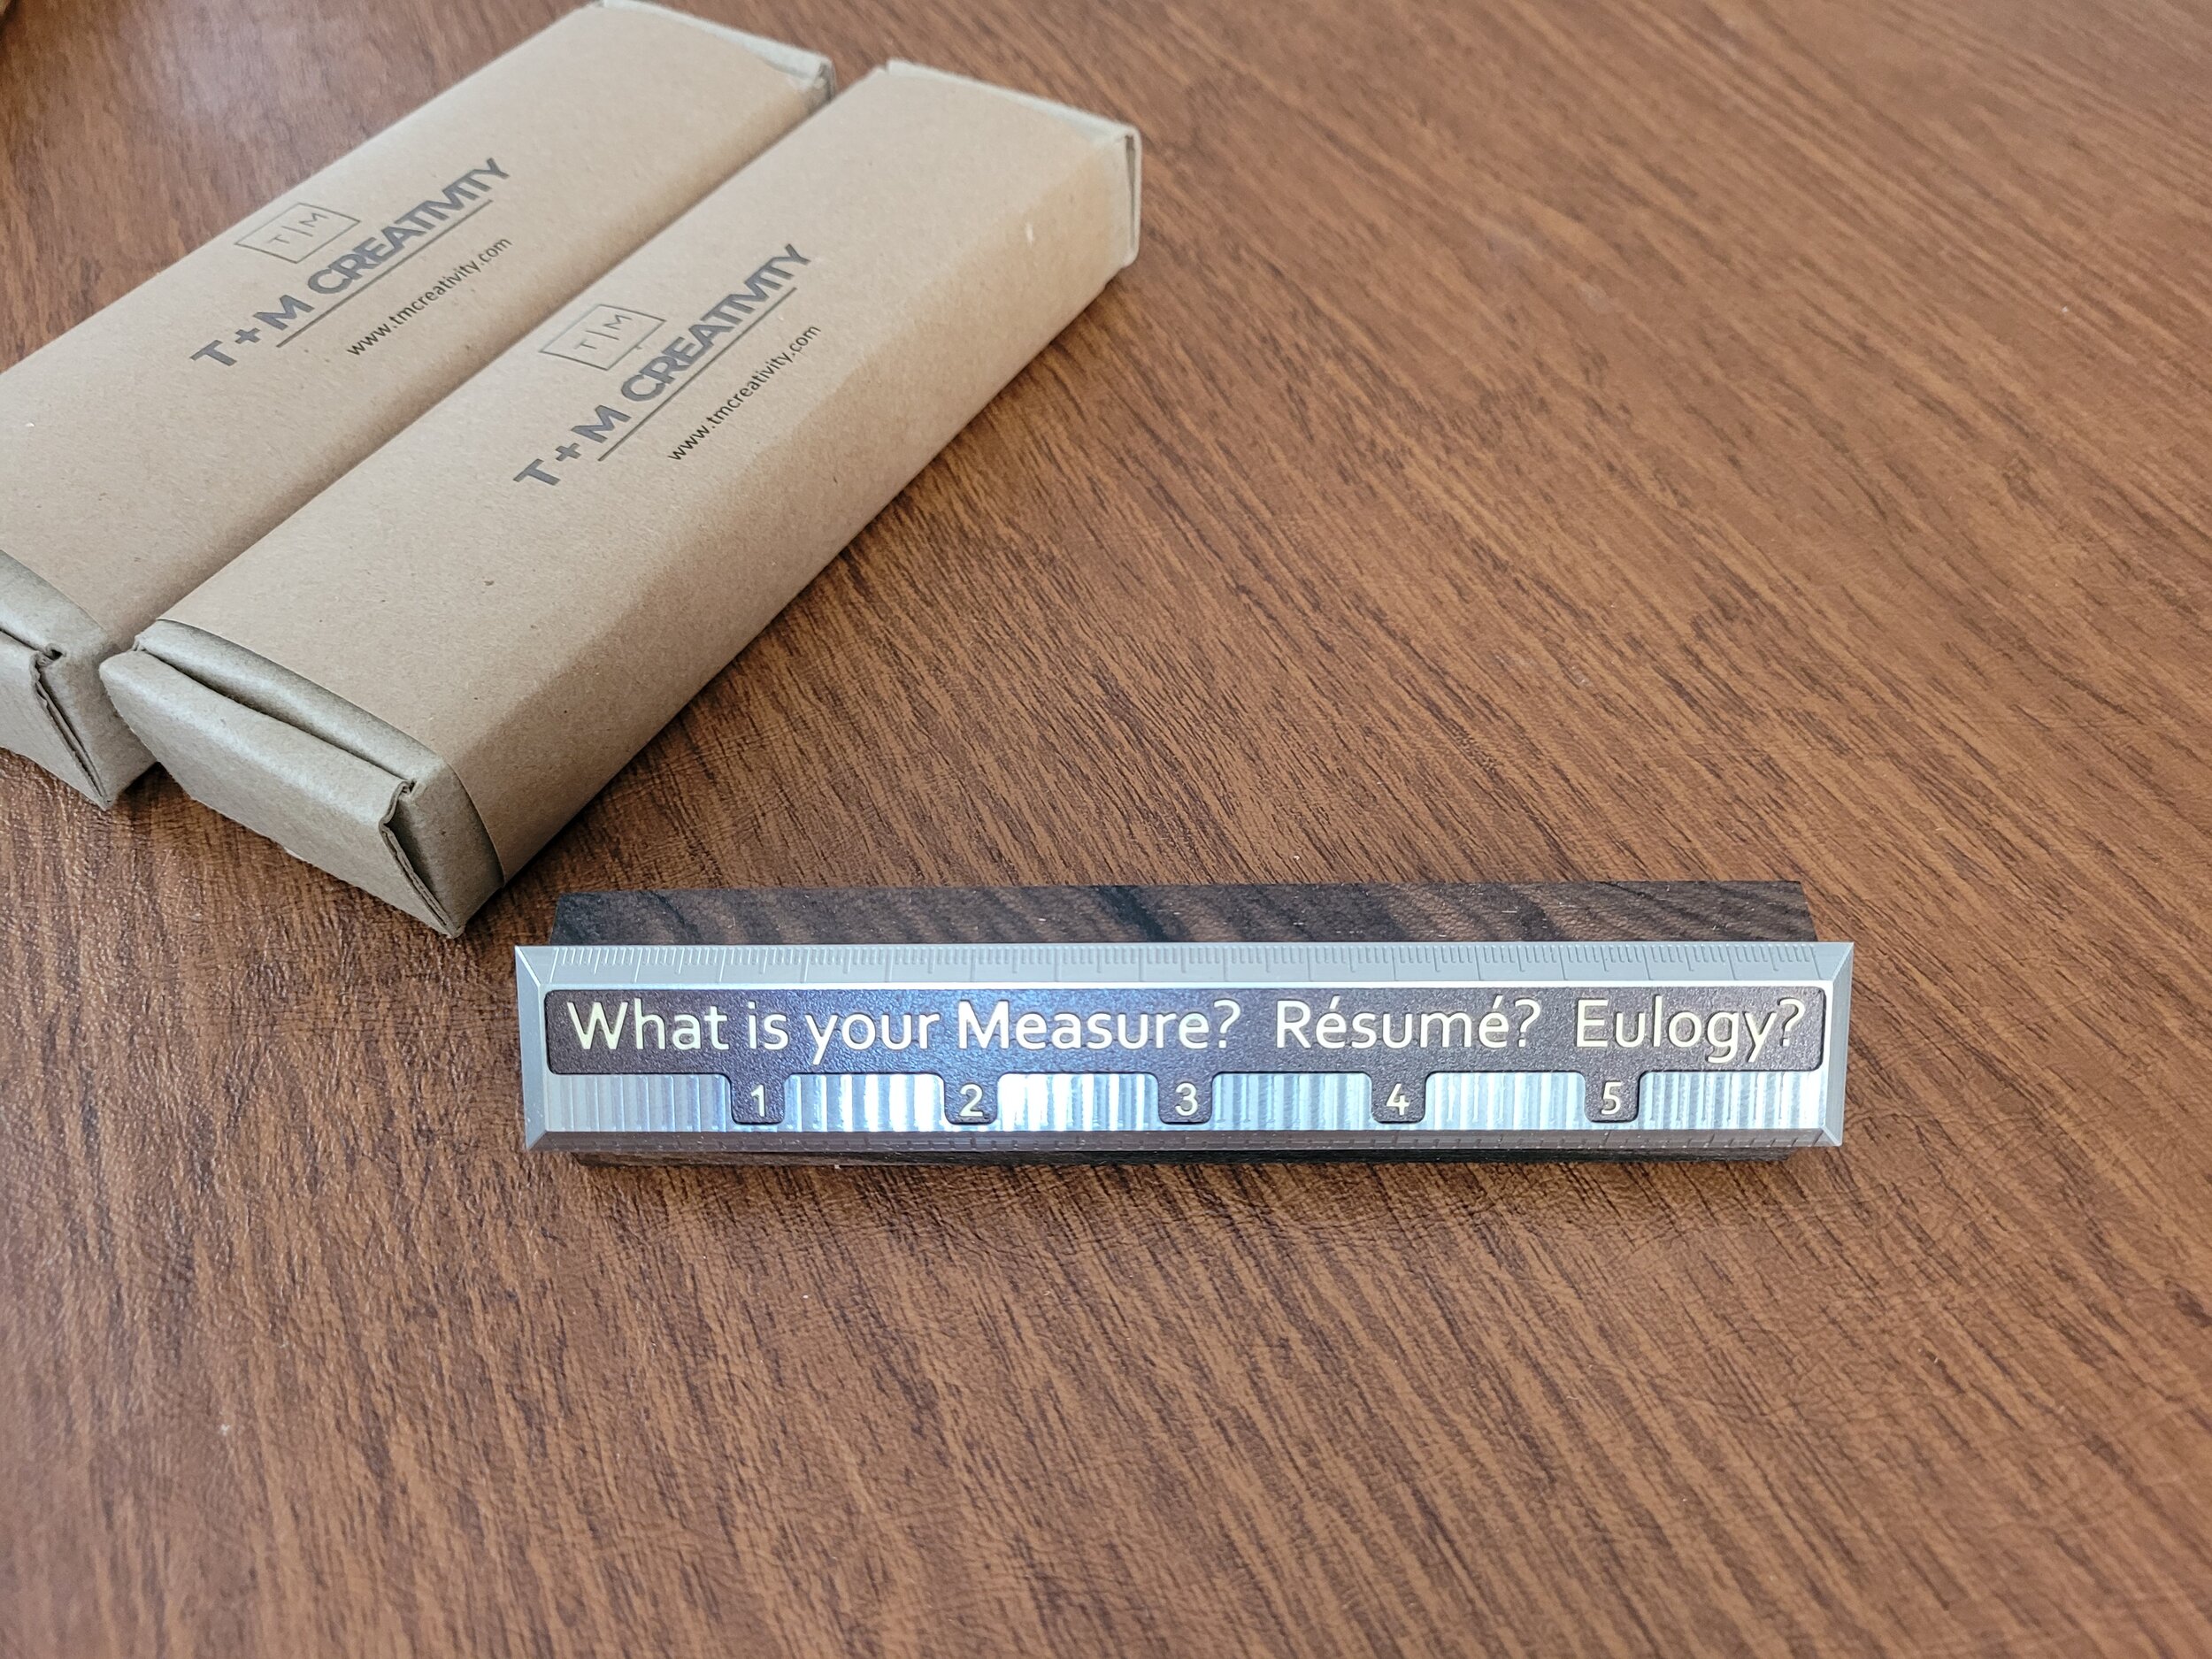 T|M
T+M CREATIVITY
www.tmcreativity.com
T|M
T+M CREATIVITY
www.tmcreativity.com
What is your Measure? Résumé? Eulogy?
1 2 3 4 5